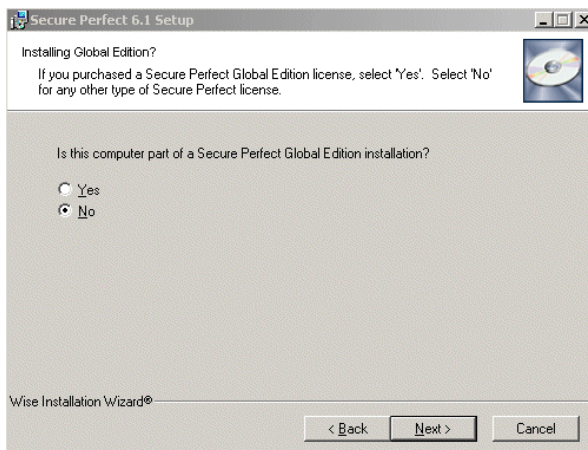 Secure Perfect 6.1 Setup
Installing Global Edition?
If you purchased a Secure Perfect Global Edition license, select 'Yes'. Select 'No'
for any other type of Secure Perfect license.
Is this computer part of a Secure Perfect Global Edition installation?
Yes
No
Wise Installation Wizard®
< Back
Next >
Cancel